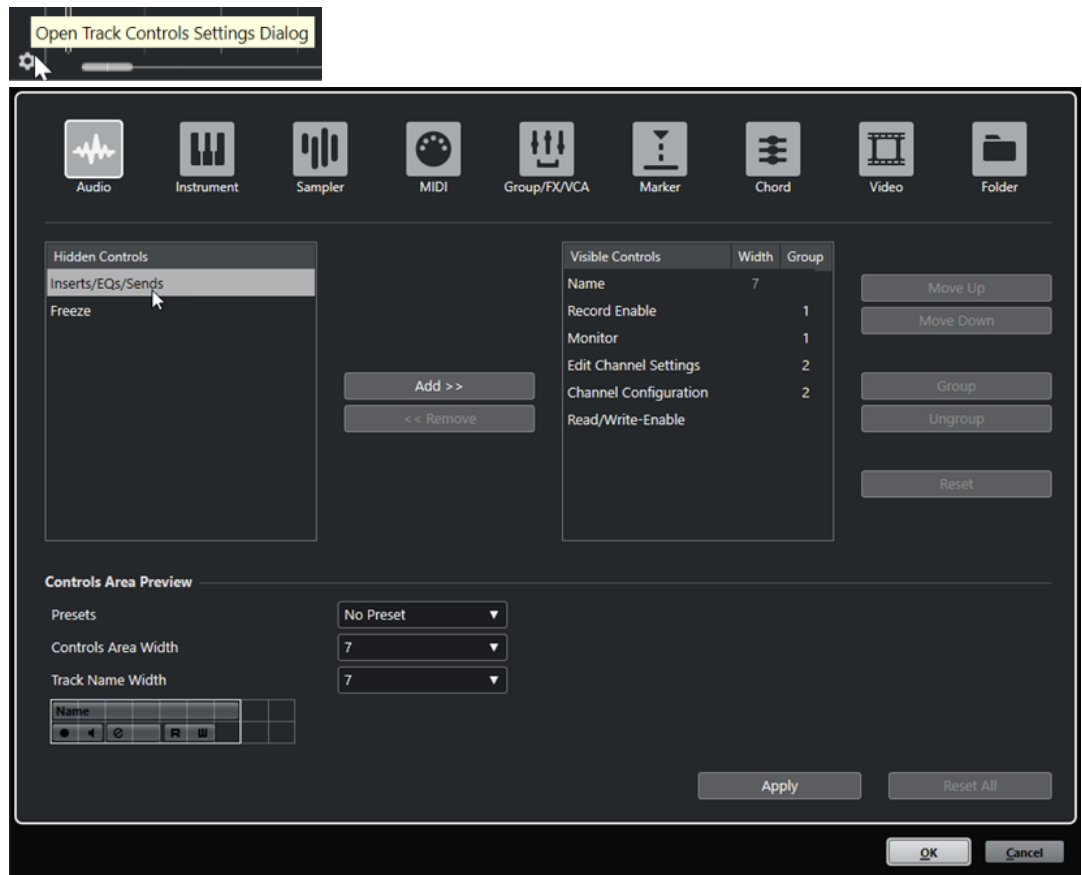 Open Track Controls Settings Dialog
Audio Instrument Sampler MIDI Group/FX/VCA Marker Chord Video Folder
Hidden Controls
Inserts/EQs/Sends
Freeze
Add >>
<< Remove
Visible Controls Width Group
Name 7
Record Enable 1
Monitor 1
Edit Channel Settings 2
Channel Configuration 2
Read/Write-Enable
Move Up
Move Down
Group
Ungroup
Reset
Controls Area Preview
Presets No Preset
Controls Area Width 7
Track Name Width 7
Name
e R W
Apply Reset All
OK Cancel